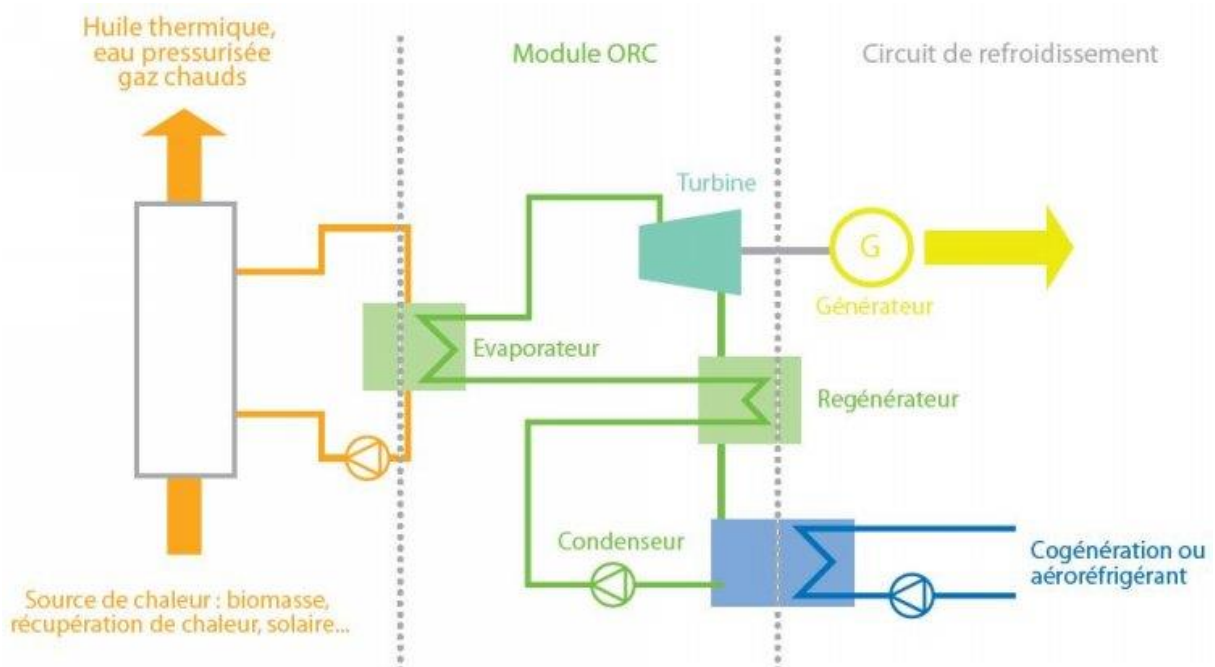 Huile thermique,
eau pressurisée
gaz chauds
Module ORC
Circuit de refroidissement
Turbine
G
Générateur
Evaporateur
Regénérateur
Condenseur
Cogénération ou
aéroréfrigérant
Source de chaleur : biomasse,
récupération de chaleur, solaire...